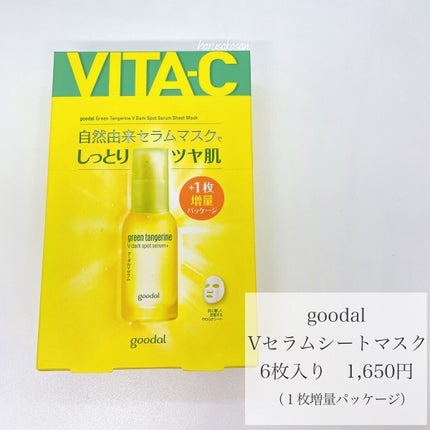 harusakasan
VITA-C
goodal Green Tangerine V Dark Spot Serum Sheet Mask
自然由来セラムマスクで
しっとり ツヤ肌
+1枚
増量
パッケージ
green tangerine
V dark spot serum+
goodal
goodal
goodal
Vセラムシートマスク
6枚入り 1,650円
（１枚増量パッケージ）